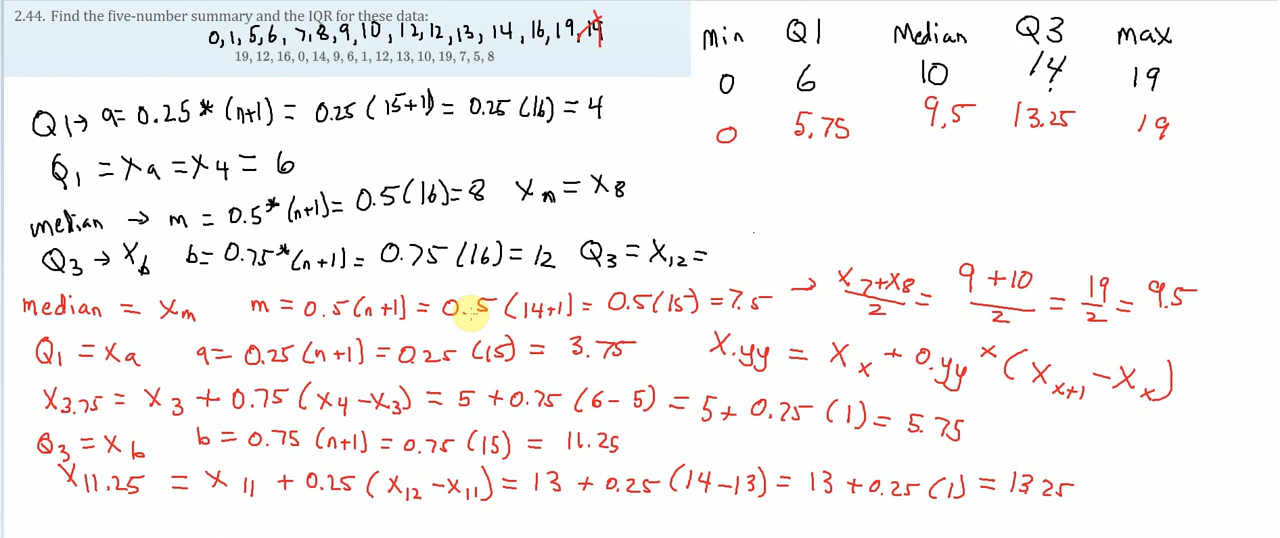 2.44. Find the five-number summary and the IQR for these data:
0, 1, 5, 6, 7, 8, 9, 10, 12, 12, 13, 14, 16, 19, 19
19, 12, 16, 0, 14, 9, 6, 1, 12, 13, 10, 19, 7, 5, 8
Min Q1 Median Q3 max
0 6 10 14 19
0 5.75 9.5 13.25 19
Q1→ a = 0.25*(n+1) = 0.25(15+1) = 0.25(16) = 4
Q1 = Xa = X4 = 6
median → m = 0.5*(n+1) = 0.5(16) = 8 Xm = X8
Q3 → Xb b = 0.75*(n+1) = 0.75(16) = 12 Q3 = X12 =
median = Xm m = 0.5(n+1) = 0.5(14+1) = 0.5(15) = 7.5 → X7+X8/2 = 9+10/2 = 19/2 = 9.5
Q1 = Xa a = 0.25(n+1) = 0.25(15) = 3.75 X.yy = Xx + 0.yy*(Xx+1 - Xx)
X3.75 = X3 + 0.75(X4 - X3) = 5 + 0.75(6-5) = 5 + 0.75(1) = 5.75
Q3 = Xb b = 0.75(n+1) = 0.75(15) = 11.25
X11.25 = X11 + 0.25(X12 - X11) = 13 + 0.25(14-13) = 13 + 0.25(1) = 13.25